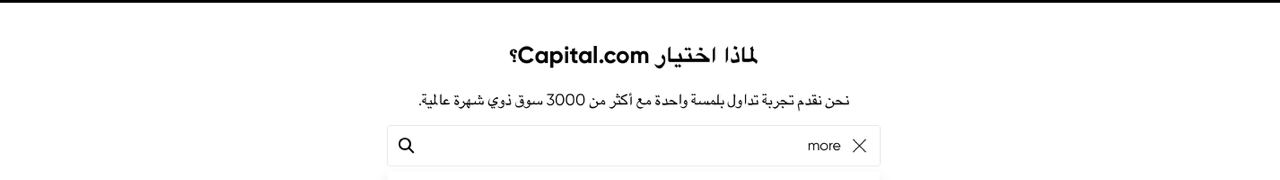 لماذا اختيار Capital.com؟
نحن نقدم تجربة تداول بلمسة واحدة مع أكثر من 3000 سوق ذوي شهرة عالمية.
more